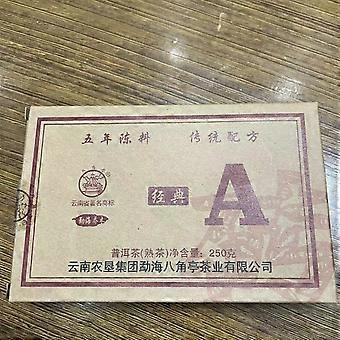 五年陈料 传统配方
云南省著名商标
经典
A
普洱茶(熟茶)净含量:250克
云南农垦集团勐海八角亭茶业有限公司